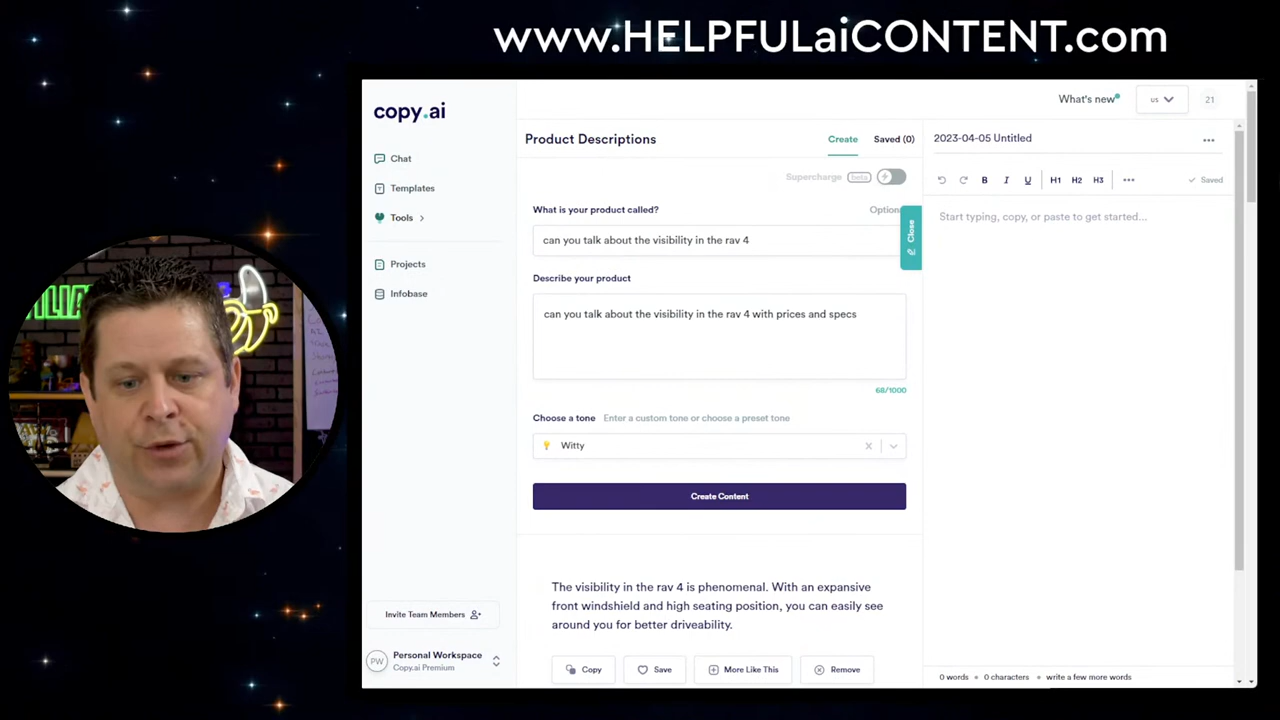 www.HELPFULaiCONTENT.com
copy.ai
What's new
us
21
Chat
Templates
Tools
Projects
Infobase
Invite Team Members
PW
Personal Workspace
Copy.ai Premium
Product Descriptions
Create
Saved (0)
Supercharge
beta
What is your product called?
Option
can you talk about the visibility in the rav 4
Close
Describe your product
can you talk about the visibility in the rav 4 with prices and specs
68/1000
Choose a tone
Enter a custom tone or choose a preset tone
Witty
Create Content
The visibility in the rav 4 is phenomenal. With an expansive
front windshield and high seating position, you can easily see
around you for better driveability.
Copy
Save
More Like This
Remove
2023-04-05 Untitled
B I U H1 H2 H3
Saved
Start typing, copy, or paste to get started...
0 words • 0 characters • write a few more words